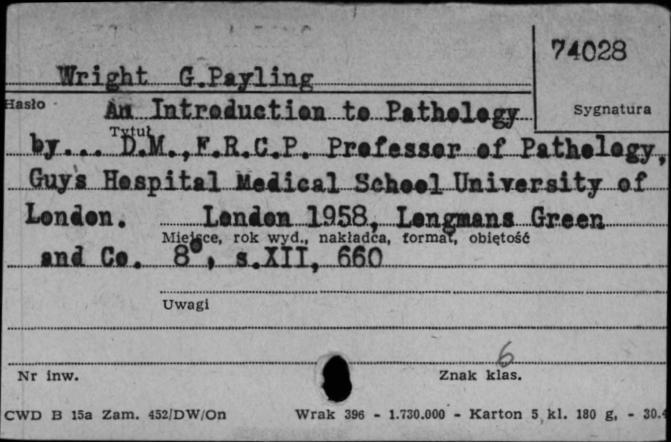 74028
Wright G.Payling
Hasło
An Introduction to Pathology
Sygnatura
Tytuł
by... D.M.,F.R.C.P. Professor of Pathology,
Guy's Hospital Medical School University of
London. London 1958, Longmans Green
Miejsce, rok wyd., nakładca, format, objętość
and Co. 8°, s.XII, 660
Uwagi
6
Nr inw. Znak klas.
CWD B 15a Zam. 452/DW/On Wrak 396 - 1.730.000 - Karton 5 kl. 180 g, - 30.4